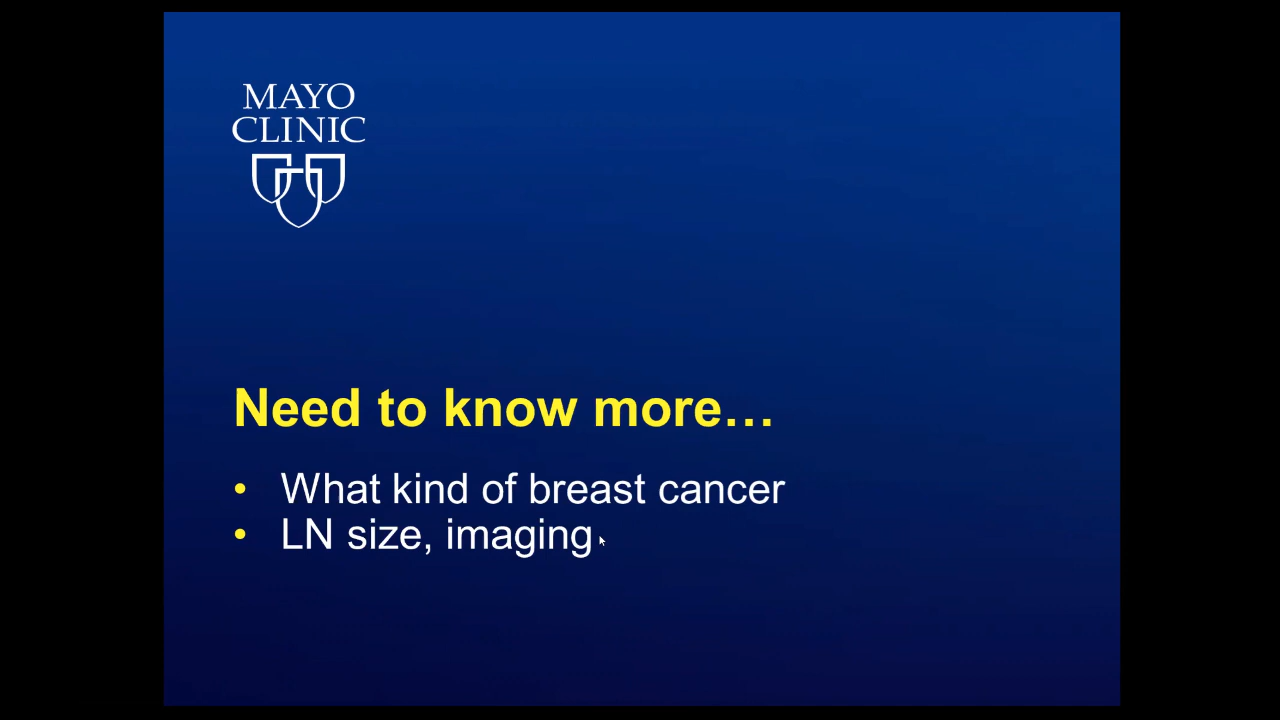 MAYO
CLINIC
Need to know more…
• What kind of breast cancer
• LN size, imaging